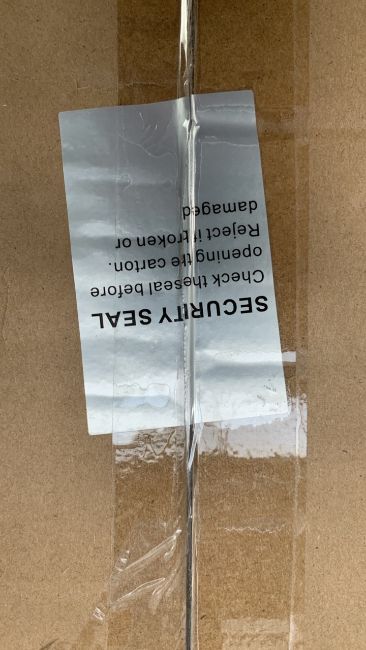 SECURITY SEAL
Check theseal before
opening the carton.
Reject if broken or
damaged